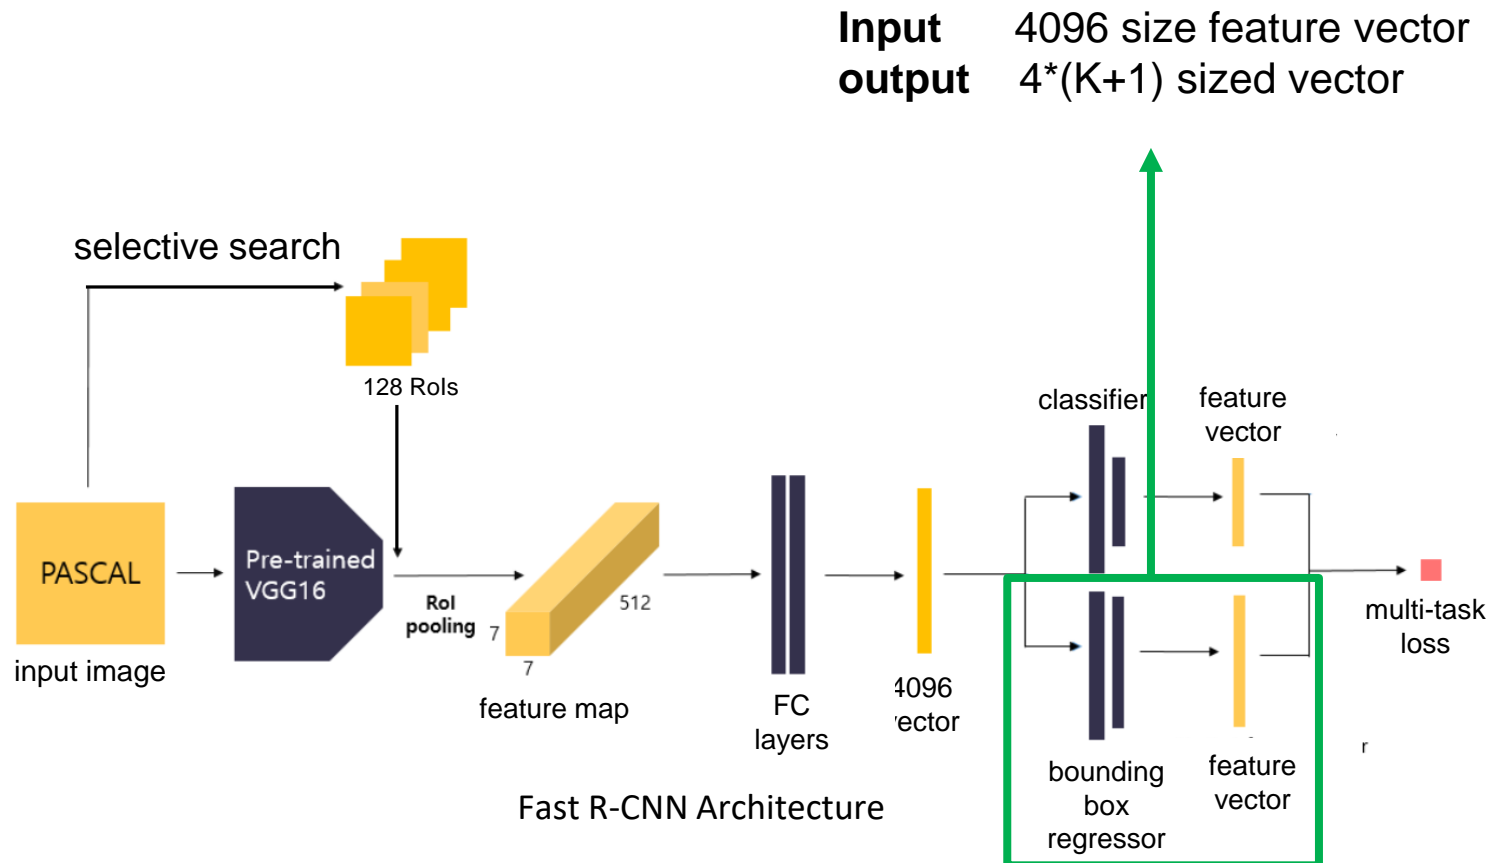 Input 4096 size feature vector
output 4*(K+1) sized vector
selective search
128 RoIs
classifier
feature
vector
PASCAL
Pre-trained
VGG16
RoI
pooling
7
7
512
input image
feature map
FC
layers
4096
vector
multi-task
loss
bounding
box
regressor
feature
vector
r
Fast R-CNN Architecture